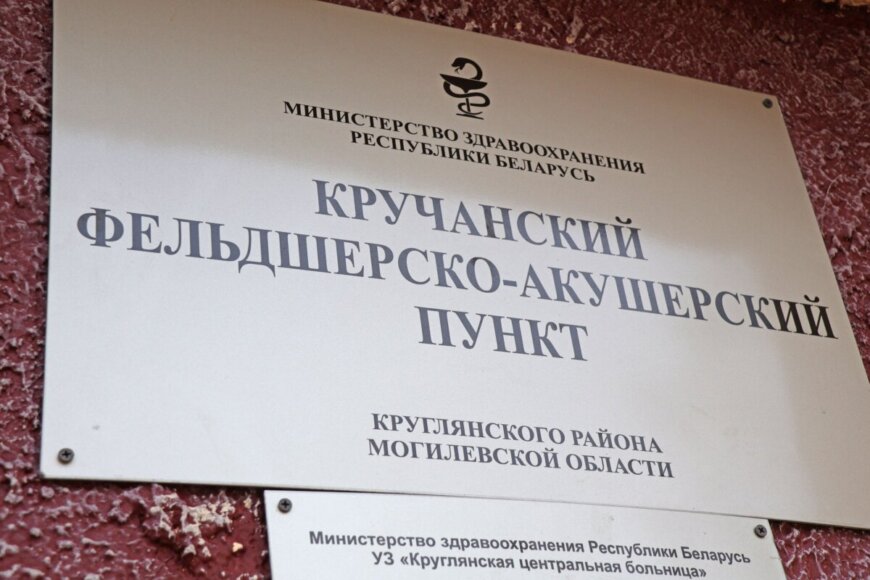 МИНИСТЕРСТВО ЗДРАВООХРАНЕНИЯ
РЕСПУБЛИКИ БЕЛАРУСЬ
КРУЧАНСКИЙ
ФЕЛЬДШЕРСКО-АКУШЕРСКИЙ
ПУНКТ
КРУГЛЯНСКОГО РАЙОНА
МОГИЛЕВСКОЙ ОБЛАСТИ
Министерство здравоохранения Республики Беларусь
УЗ «Круглянская центральная больница»